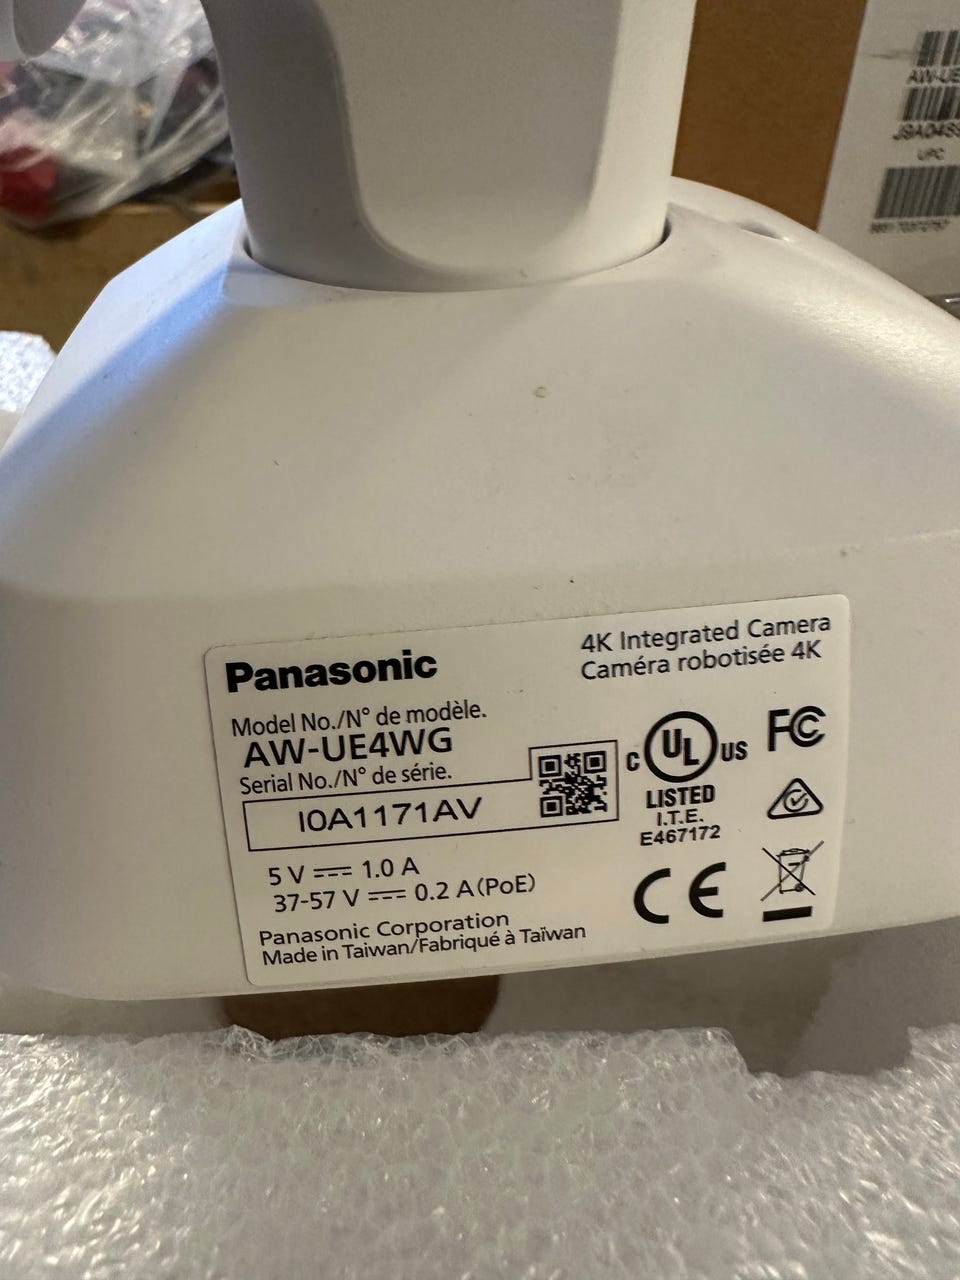 Panasonic
4K Integrated Camera
Caméra robotisée 4K
Model No./N° de modèle.
AW-UE4WG
Serial No./N° de série.
I0A1171AV
C UL US
LISTED
I.T.E.
E467172
FC
5 V ⎓ 1.0 A
37-57 V ⎓ 0.2 A(PoE)
CE
Panasonic Corporation
Made in Taiwan/Fabriqué à Taïwan
UPC